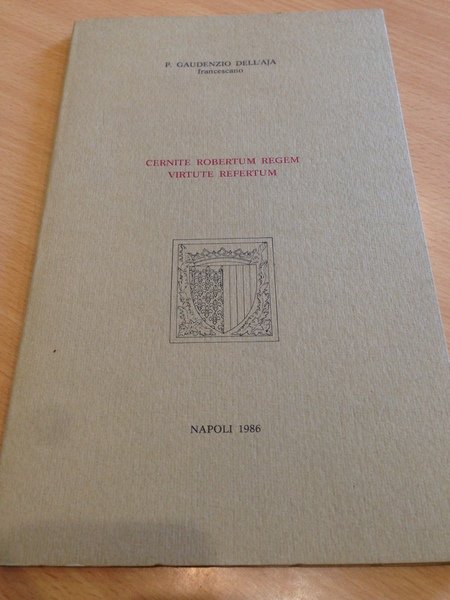 P. GAUDENZIO DELL'AJA
francescano
CERNITE ROBERTUM REGEM
VIRTUTE REFERTUM
NAPOLI 1986